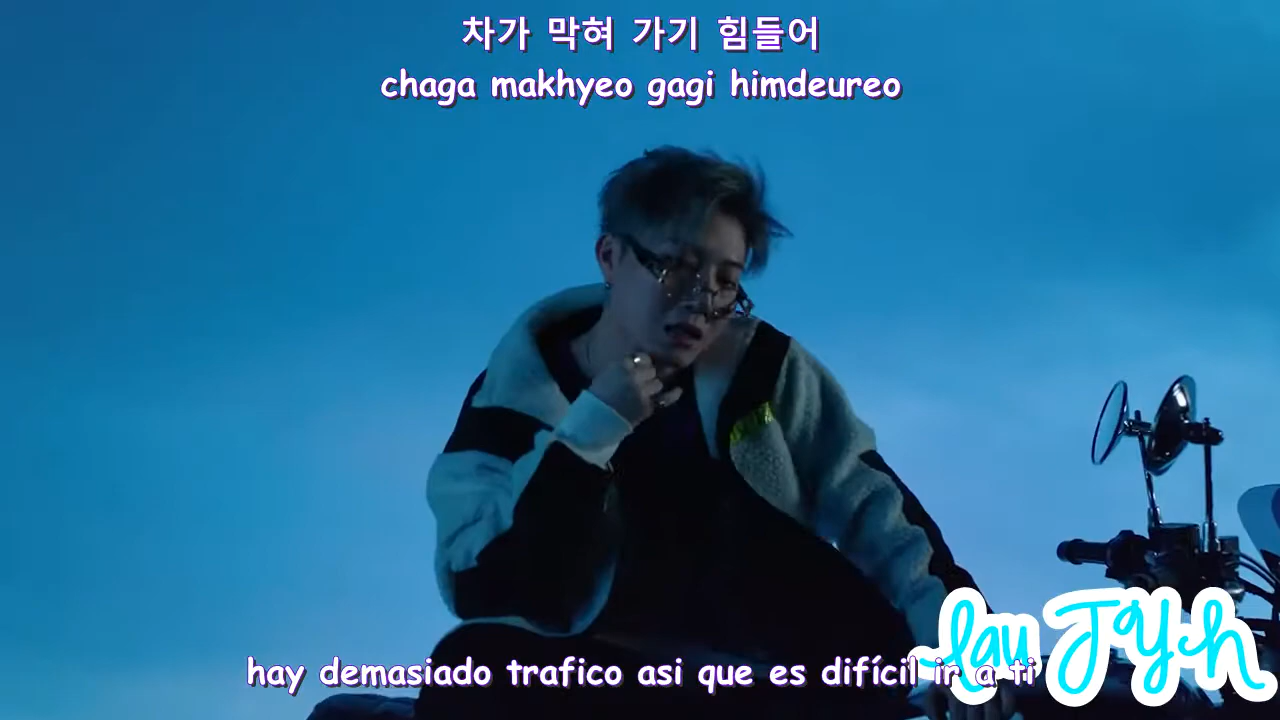 차가 막혀 가기 힘들어
chaga makhyeo gagi himdeureo
hay demasiado trafico asi que es difícil ir a ti
Lau JaYh